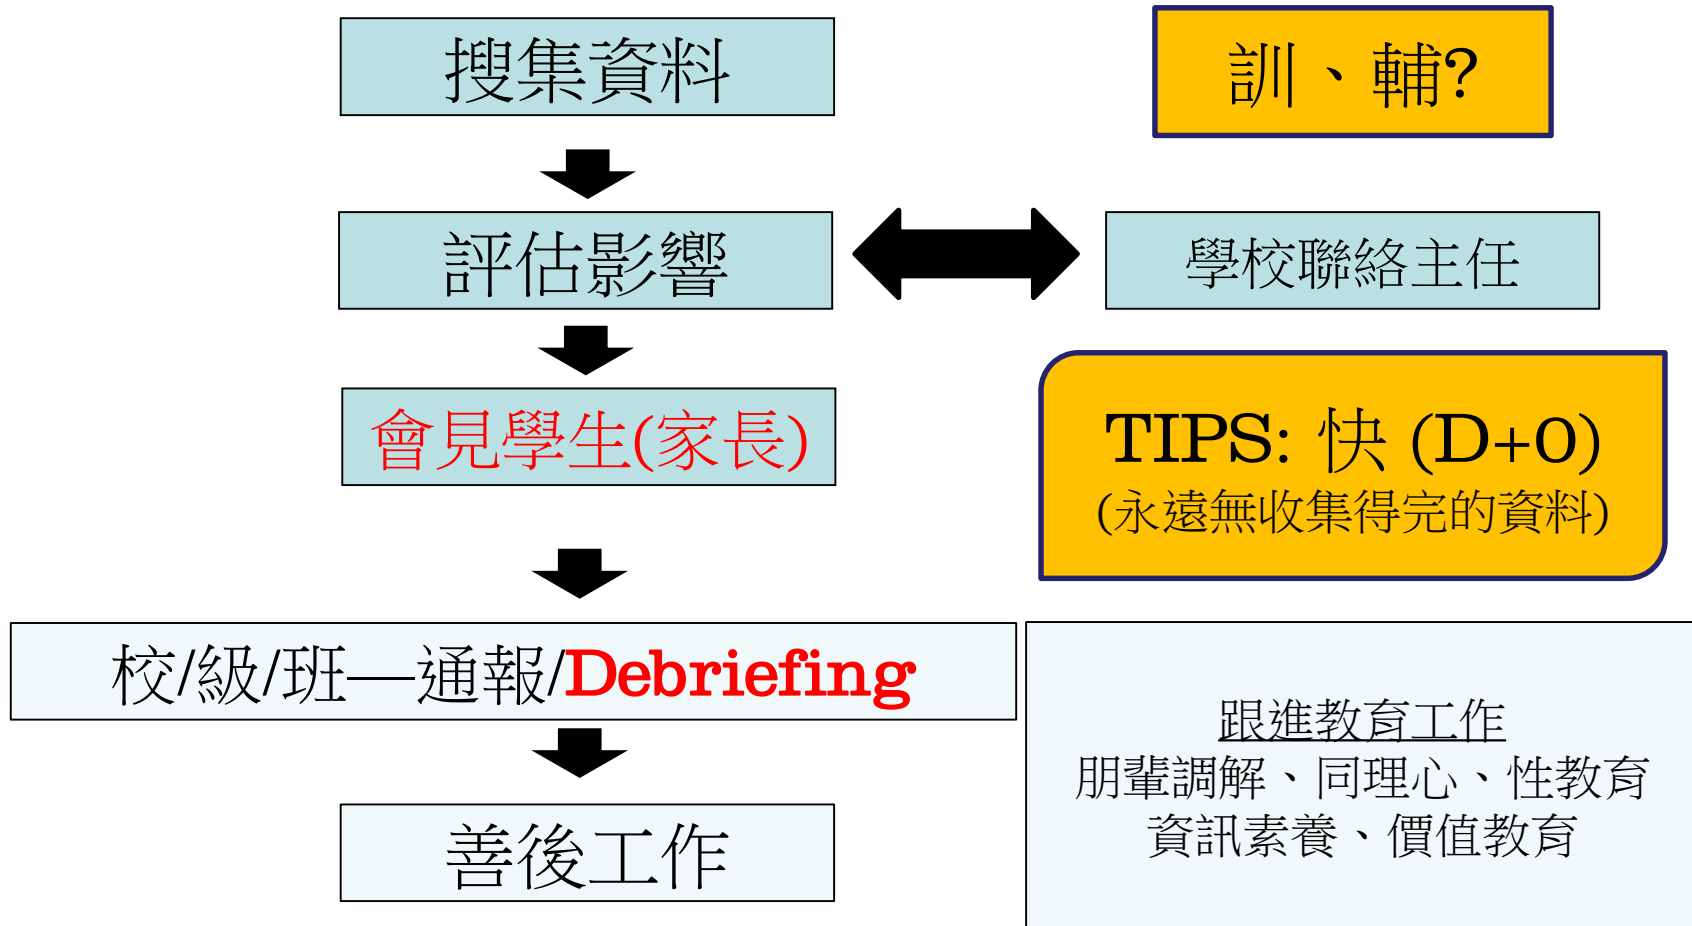 搜集資料
訓、輔?
評估影響
學校聯絡主任
會見學生(家長)
TIPS: 快 (D+0)
(永遠無收集得完的資料)
校/級/班—通報/Debriefing
跟進教育工作
朋輩調解、同理心、性教育
資訊素養、價值教育
善後工作